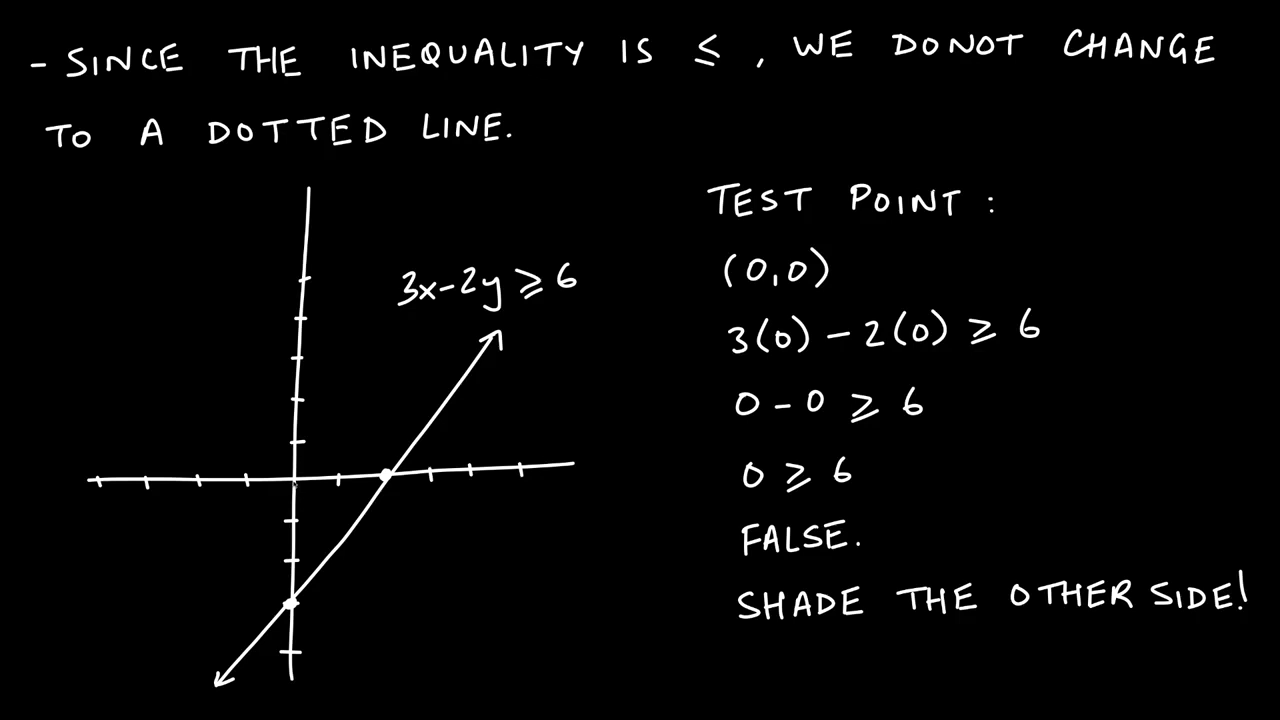 - SINCE THE INEQUALITY IS ≤, WE DONOT CHANGE
TO A DOTTED LINE.
3x-2y ≥ 6
TEST POINT:
(0,0)
3(0) - 2(0) ≥ 6
0 - 0 ≥ 6
0 ≥ 6
FALSE.
SHADE THE OTHER SIDE!